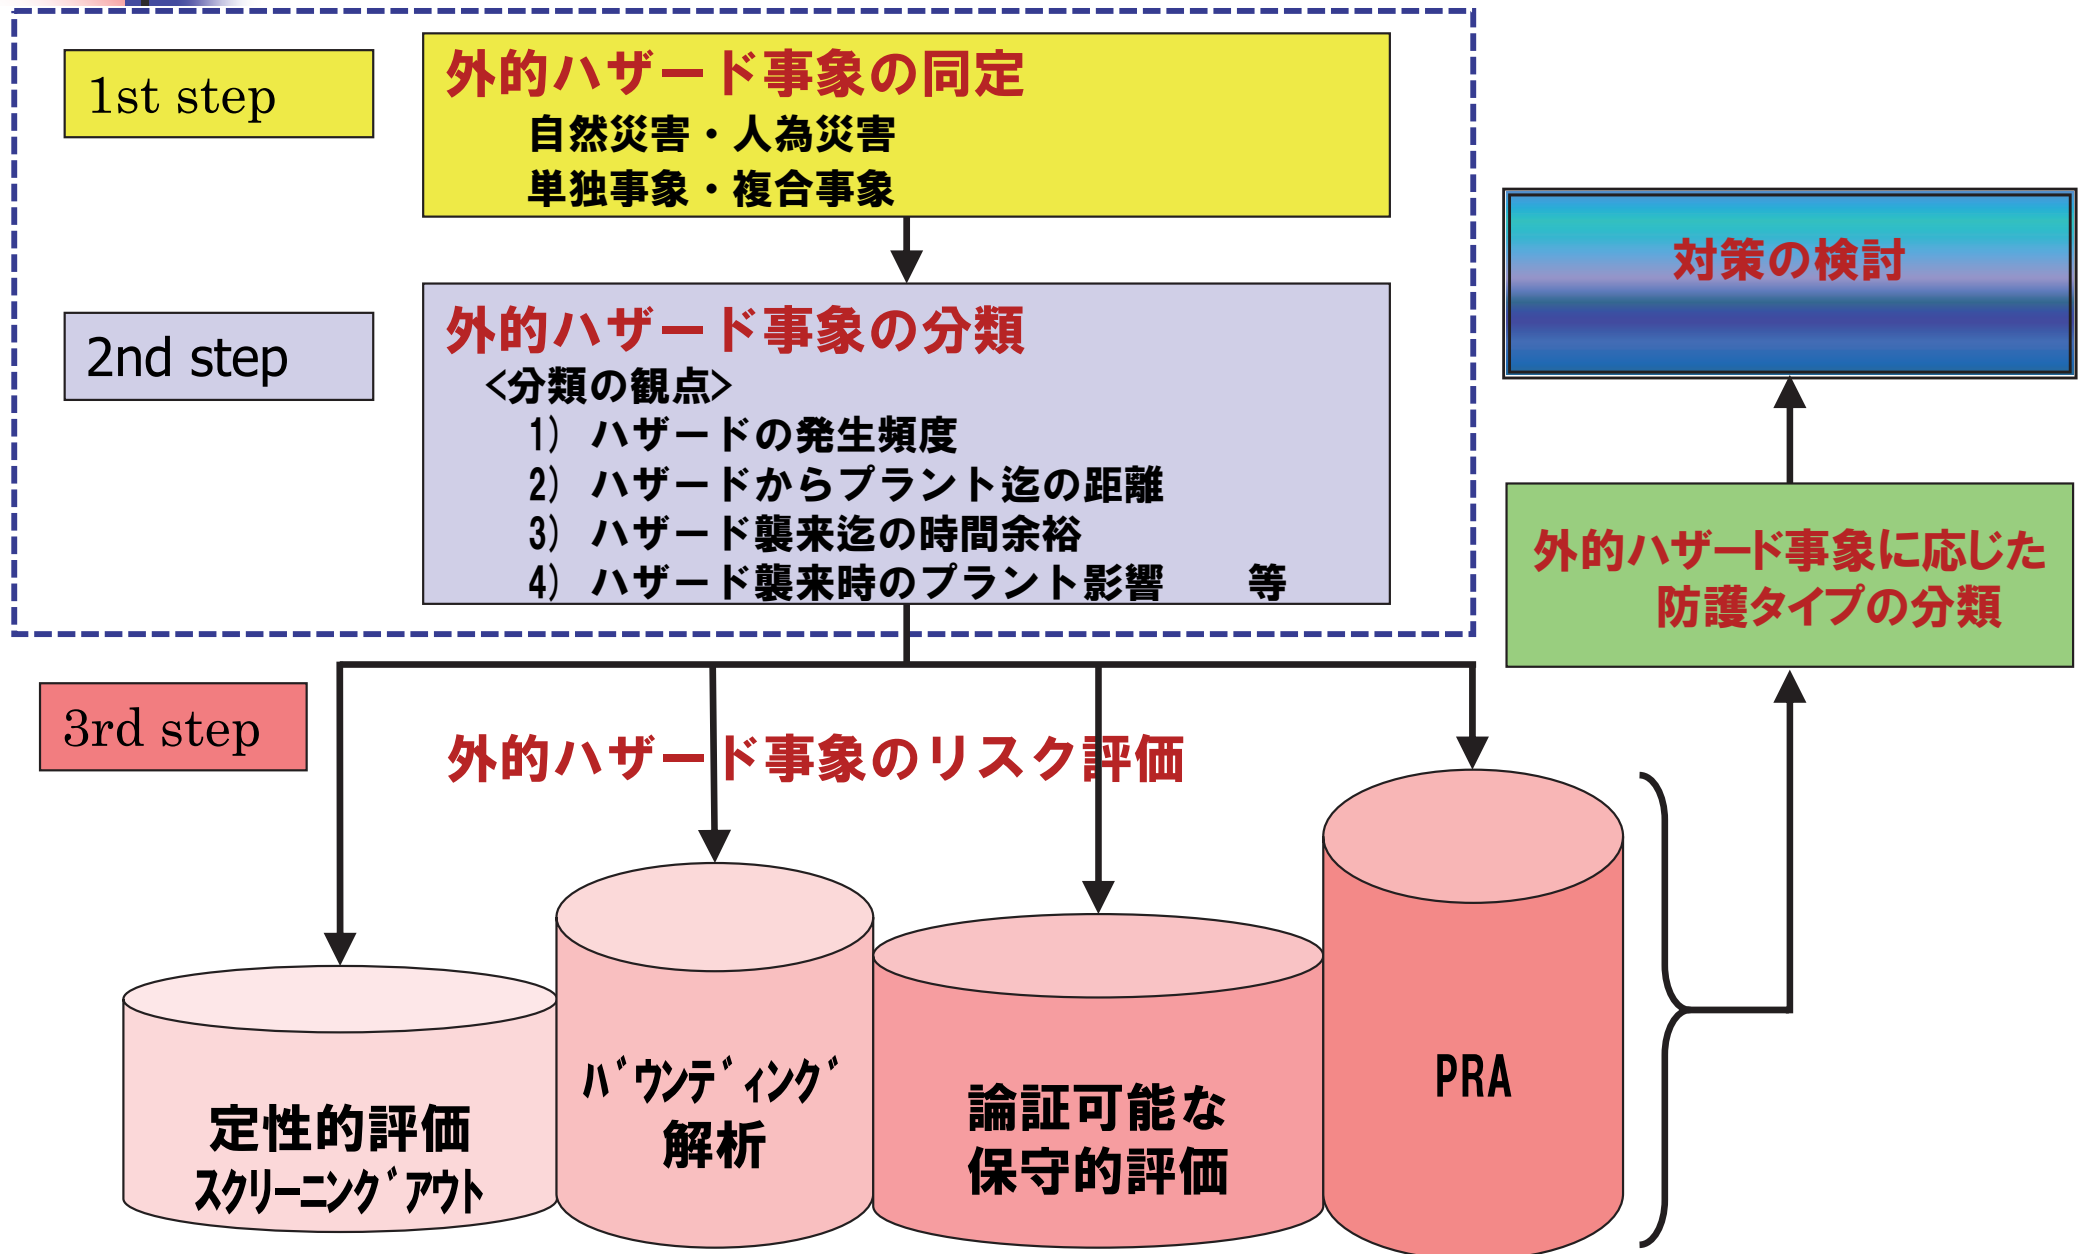 1st step
外的ハザード事象の同定
自然災害・人為災害
単独事象・複合事象
2nd step
外的ハザード事象の分類
<分類の観点>
1) ハザードの発生頻度
2) ハザードからプラント迄の距離
3) ハザード襲来迄の時間余裕
4) ハザード襲来時のプラント影響　等
対策の検討
外的ハザード事象に応じた
防護タイプの分類
3rd step
外的ハザード事象のリスク評価
定性的評価
ｽｸﾘｰﾆﾝｸﾞｱｳﾄ
ﾊﾞｳﾝﾃﾞｨﾝｸﾞ
解析
論証可能な
保守的評価
PRA